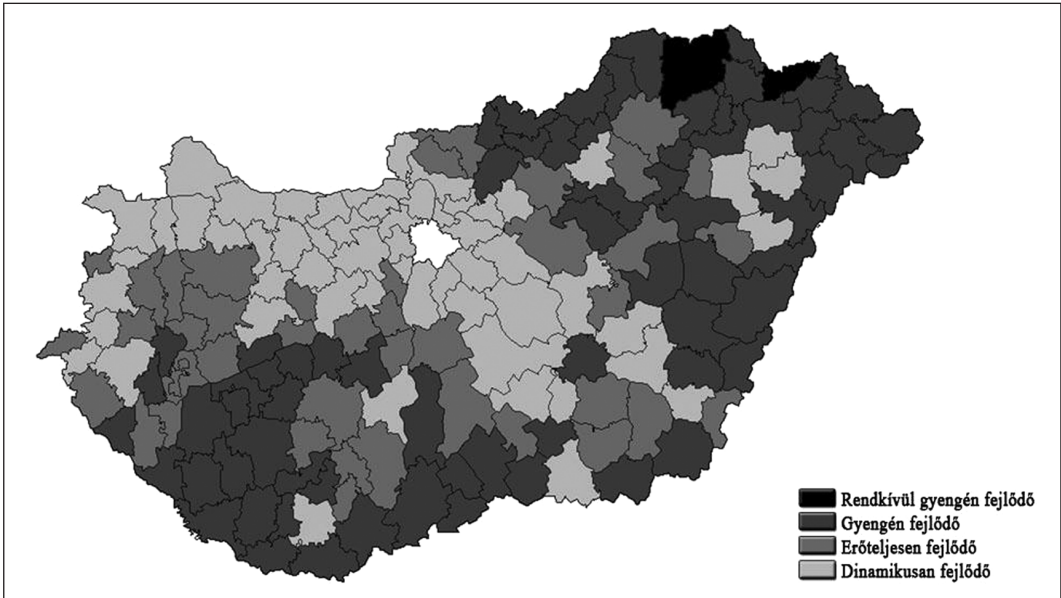 Rendkívül gyengén fejlődő
Gyengén fejlődő
Erőteljesen fejlődő
Dinamikusan fejlődő